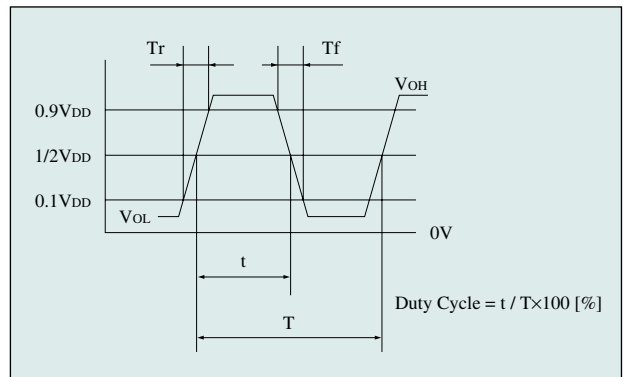 Tr
Tf
VOH
0.9VDD
1/2VDD
0.1VDD
VOL
0V
t
Duty Cycle = t / T×100 [%]
T